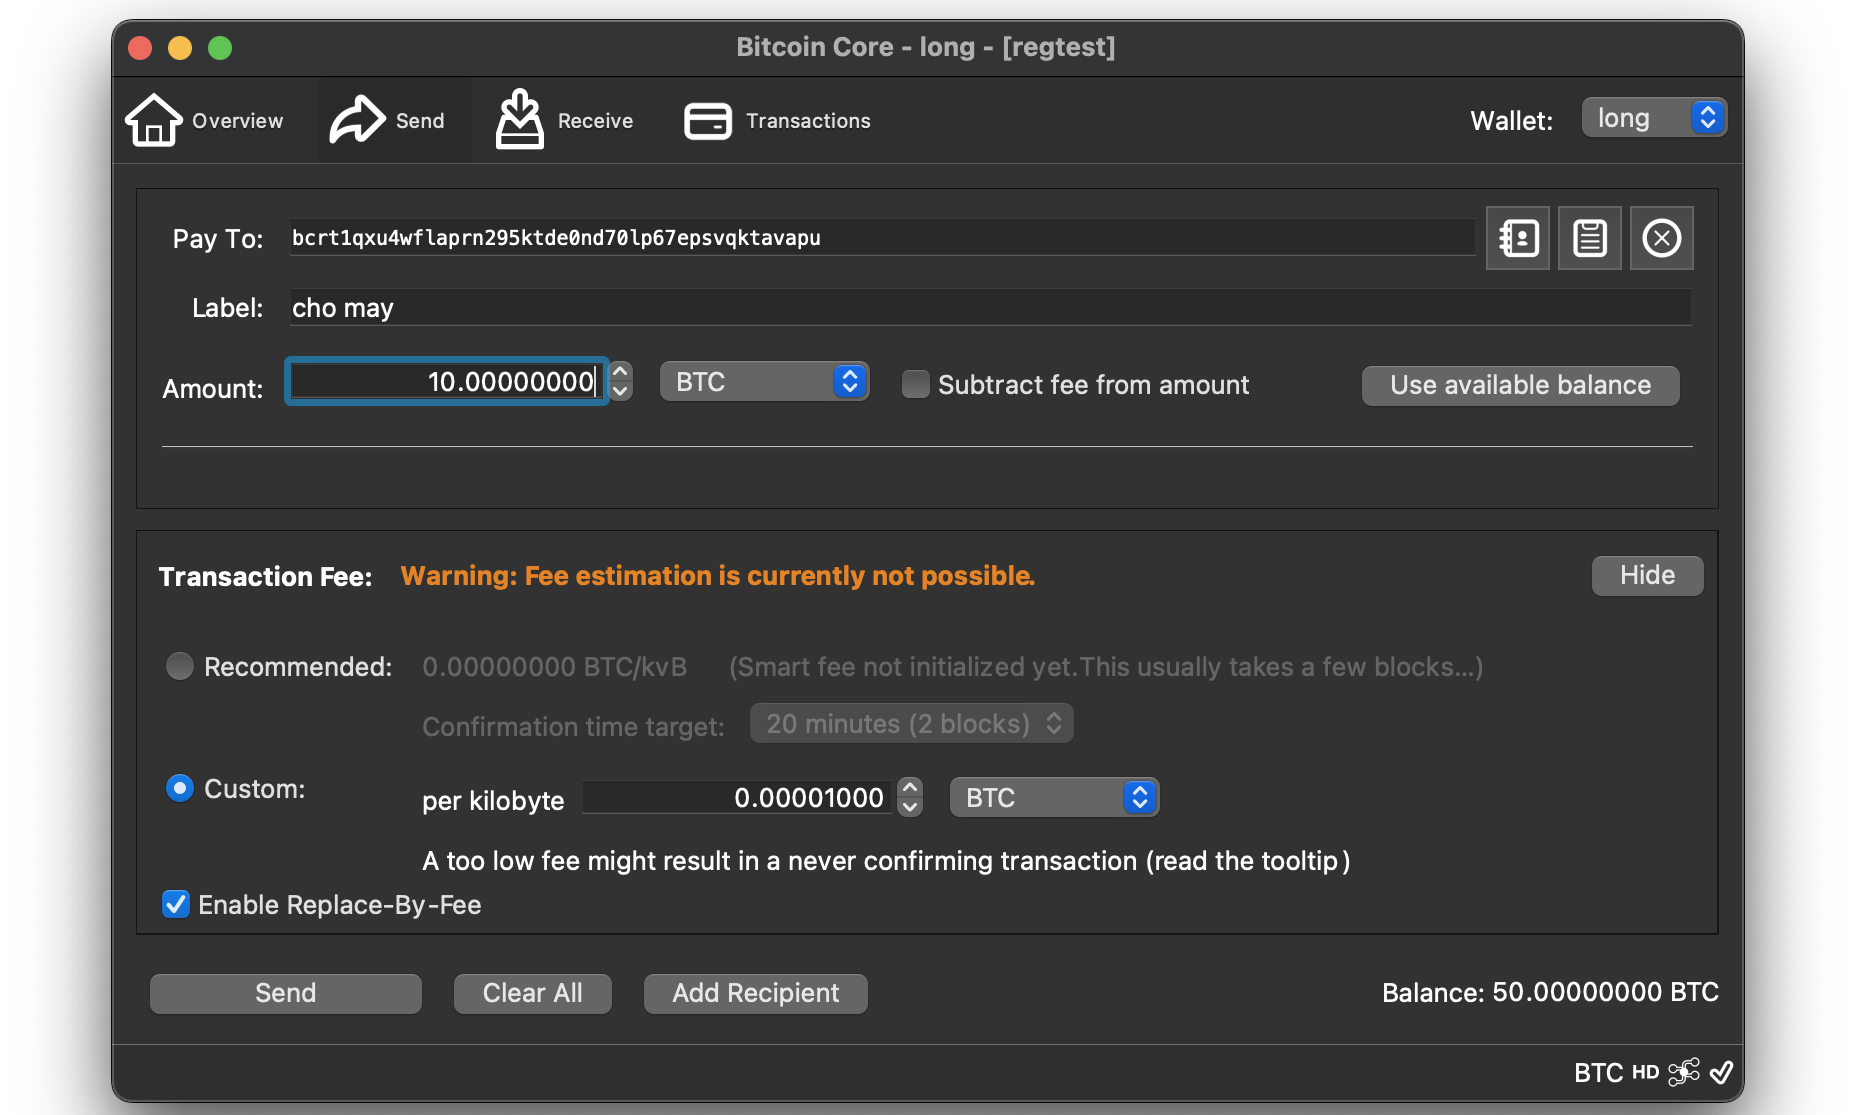 Bitcoin Core - long - [regtest]
Overview Send Receive Transactions Wallet: long
Pay To: bcrt1qxu4wflaprn295ktde0nd70lp67epsvqktavapu
Label: cho may
Amount: 10.00000000 BTC Subtract fee from amount Use available balance
Transaction Fee: Warning: Fee estimation is currently not possible. Hide
Recommended: 0.00000000 BTC/kvB (Smart fee not initialized yet.This usually takes a few blocks...)
Confirmation time target: 20 minutes (2 blocks)
Custom: per kilobyte 0.00001000 BTC
A too low fee might result in a never confirming transaction (read the tooltip)
Enable Replace-By-Fee
Send Clear All Add Recipient Balance: 50.00000000 BTC
BTC HD